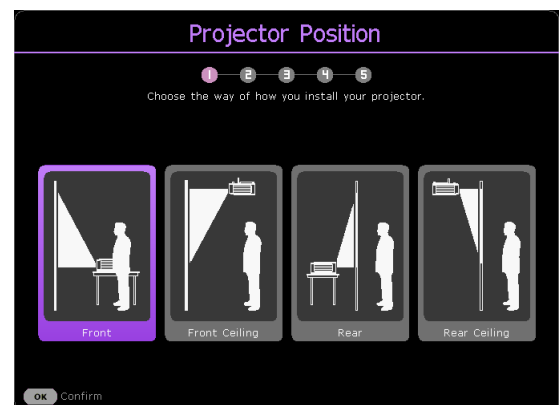 Projector Position
1 2 3 4 5
Choose the way of how you install your projector.
Front Front Ceiling Rear Rear Ceiling
OK Confirm